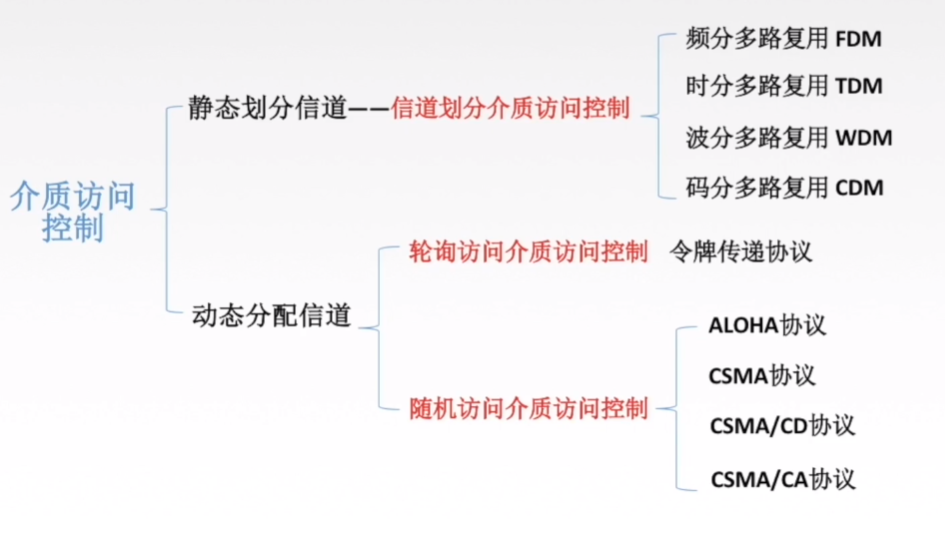 介质访问
控制
静态划分信道——信道划分介质访问控制
频分多路复用 FDM
时分多路复用 TDM
波分多路复用 WDM
码分多路复用 CDM
动态分配信道
轮询访问介质访问控制 令牌传递协议
随机访问介质访问控制
ALOHA协议
CSMA协议
CSMA/CD协议
CSMA/CA协议